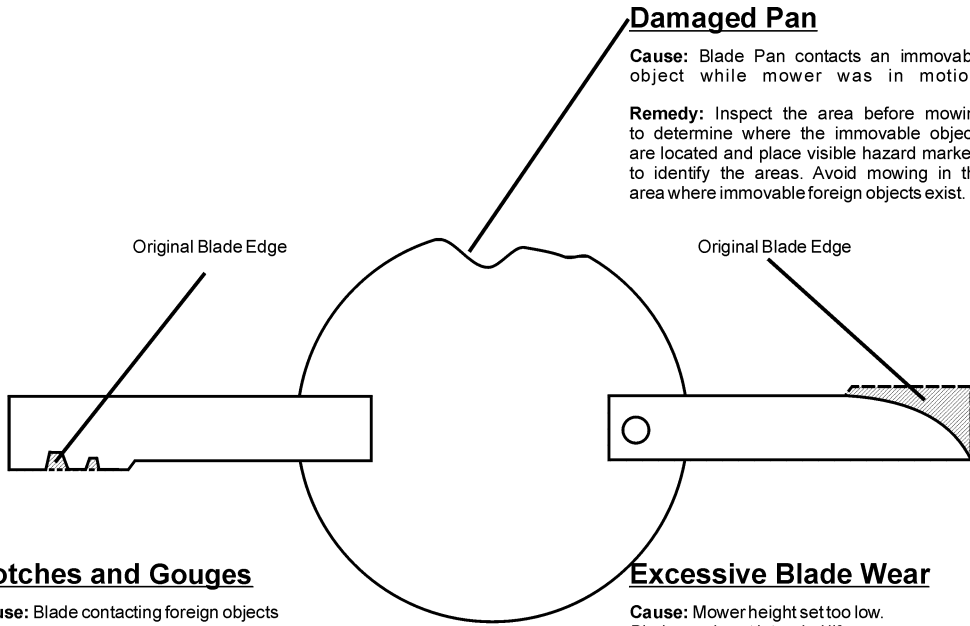 Damaged Pan
Cause: Blade Pan contacts an immovab
object while mower was in motio
Remedy: Inspect the area before mowin
to determine where the immovable objec
are located and place visible hazard marke
to identify the areas. Avoid mowing in th
area where immovable foreign objects exist.
Original Blade Edge
Original Blade Edge
otches and Gouges
use: Blade contacting foreign objects
Excessive Blade Wear
Cause: Mower height set too low.